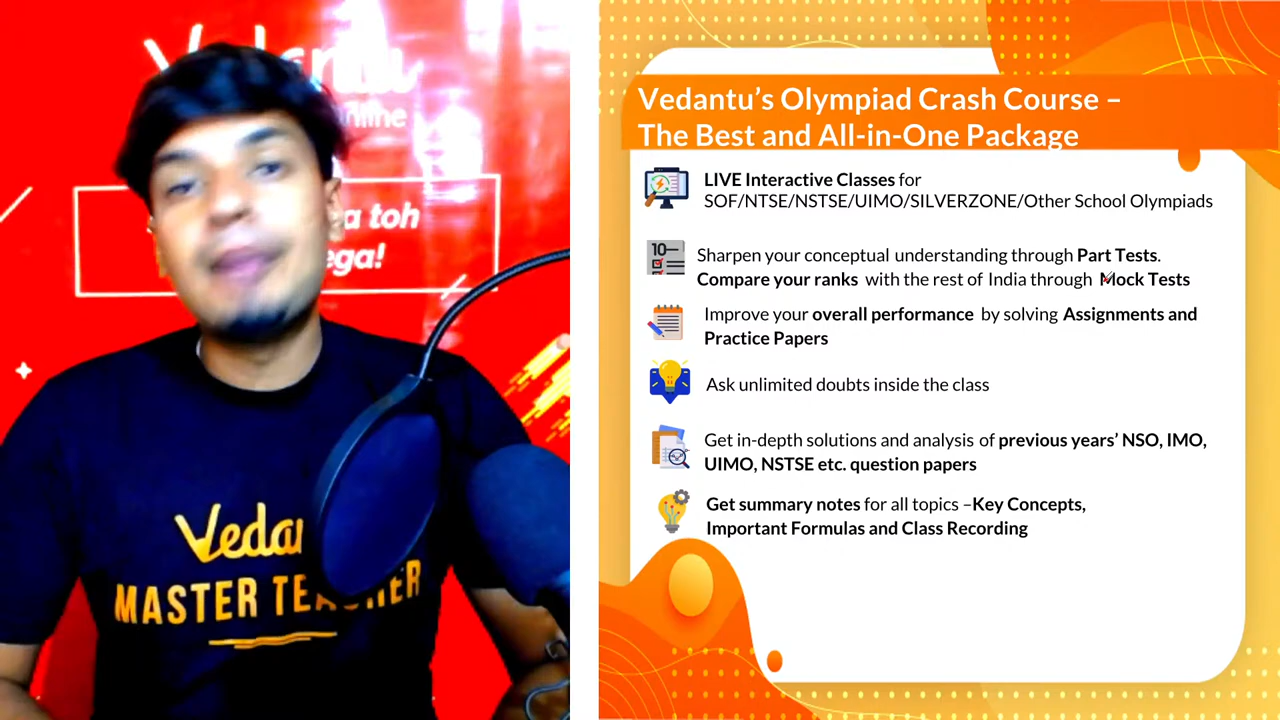 a toh
ega!
MASTER
Vedantu’s Olympiad Crash Course –
The Best and All-in-One Package
LIVE Interactive Classes for
SOF/NTSE/NSTSE/UIMO/SILVERZONE/Other School Olympiads
10
Sharpen your conceptual understanding through Part Tests.
Compare your ranks with the rest of India through Mock Tests
Improve your overall performance by solving Assignments and
Practice Papers
Ask unlimited doubts inside the class
Get in-depth solutions and analysis of previous years’ NSO, IMO,
UIMO, NSTSE etc. question papers
Get summary notes for all topics –Key Concepts,
Important Formulas and Class Recording